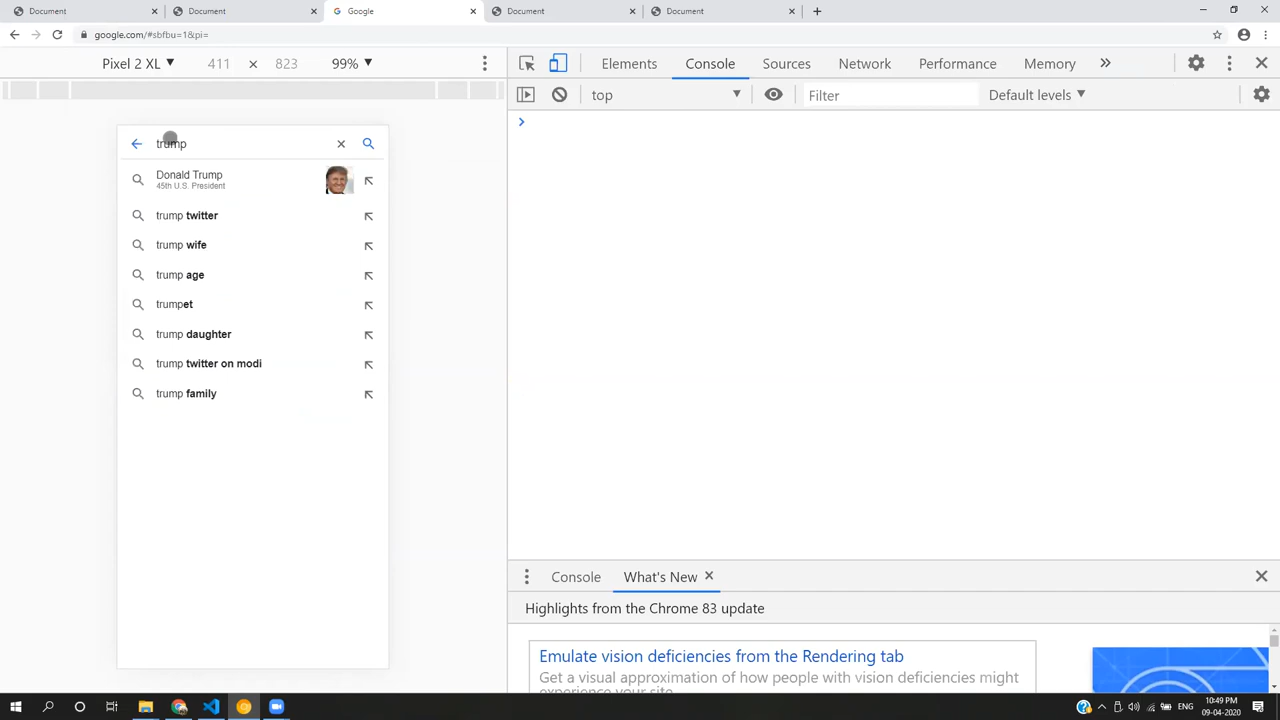 Document
Document
Google
Document
Document
google.com/#sbfbu=1&pi=
Pixel 2 XL
411
823
99%
Elements
Console
Sources
Network
Performance
Memory
top
Filter
Default levels
trump
Donald Trump
45th U.S. President
trump twitter
trump wife
trump age
trumpet
trump daughter
trump twitter on modi
trump family
Console
What's New
Highlights from the Chrome 83 update
Emulate vision deficiencies from the Rendering tab
Get a visual approximation of how people with vision deficiencies might
experience your site
ENG
10:49 PM
09-04-2020